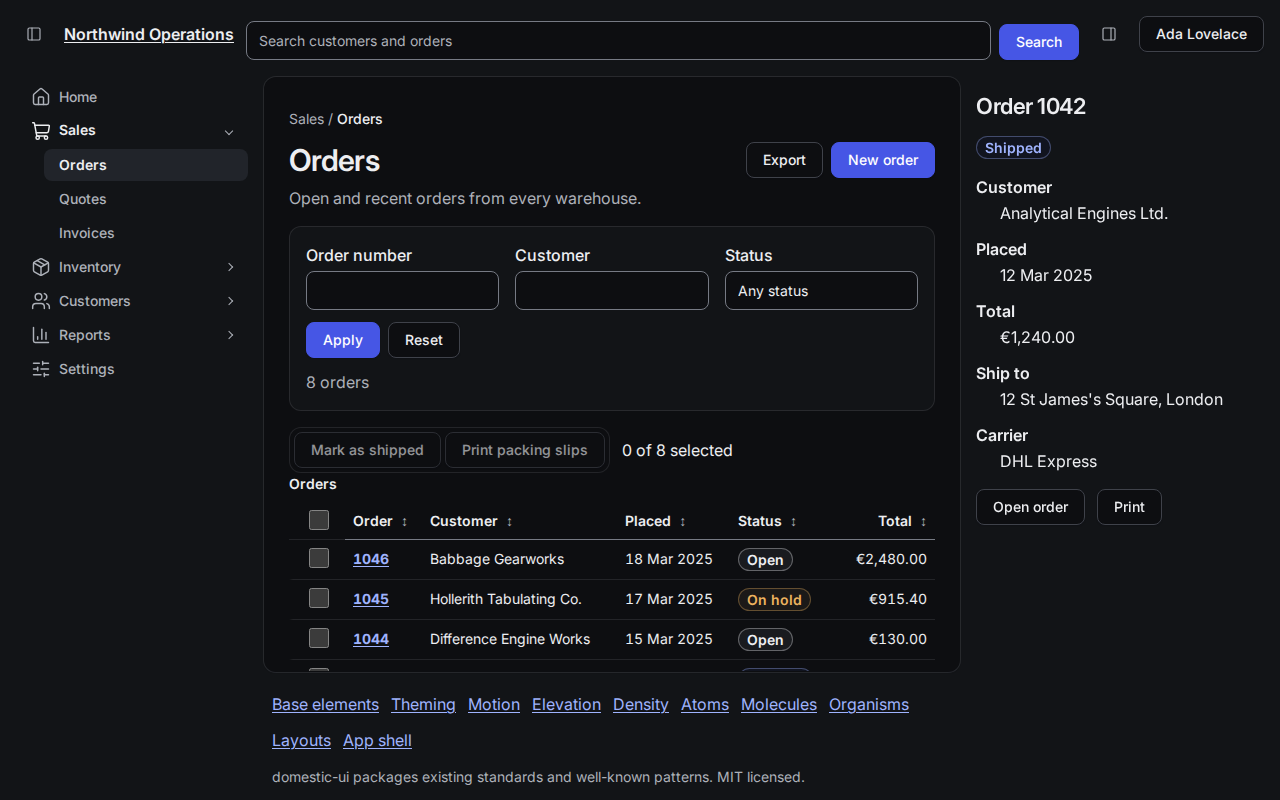 Northwind Operations
Search customers and orders
Search
Ada Lovelace
Home
Sales
Orders
Quotes
Invoices
Inventory
Customers
Reports
Settings
Sales / Orders
Orders
Export
New order
Open and recent orders from every warehouse.
Order number Customer Status
Any status
Apply Reset
8 orders
Mark as shipped Print packing slips 0 of 8 selected
Orders
Order ↕ Customer ↕ Placed ↕ Status ↕ Total ↕
1046 Babbage Gearworks 18 Mar 2025 Open €2,480.00
1045 Hollerith Tabulating Co. 17 Mar 2025 On hold €915.40
1044 Difference Engine Works 15 Mar 2025 Open €130.00
Order 1042
Shipped
Customer
Analytical Engines Ltd.
Placed
12 Mar 2025
Total
€1,240.00
Ship to
12 St James's Square, London
Carrier
DHL Express
Open order Print
Base elements Theming Motion Elevation Density Atoms Molecules Organisms
Layouts App shell
domestic-ui packages existing standards and well-known patterns. MIT licensed.